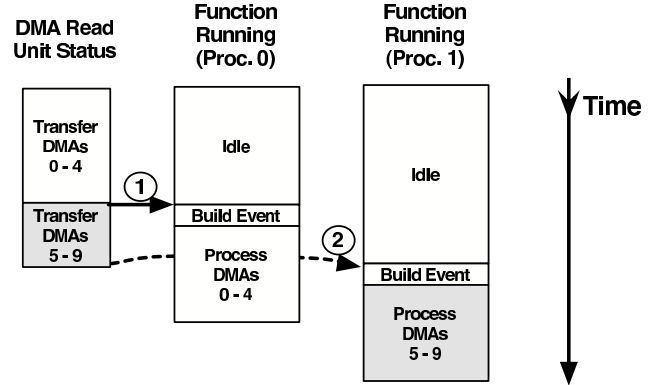 DMA Read
Unit Status
Function
Running
(Proc. 0)
Function
Running
(Proc. 1)
Time
Transfer
DMAs
0 - 4
Transfer
DMAs
5 - 9
1
Idle
Build Event
Process
DMAs
0 - 4
2
Idle
Build Event
Process
DMAs
5 - 9